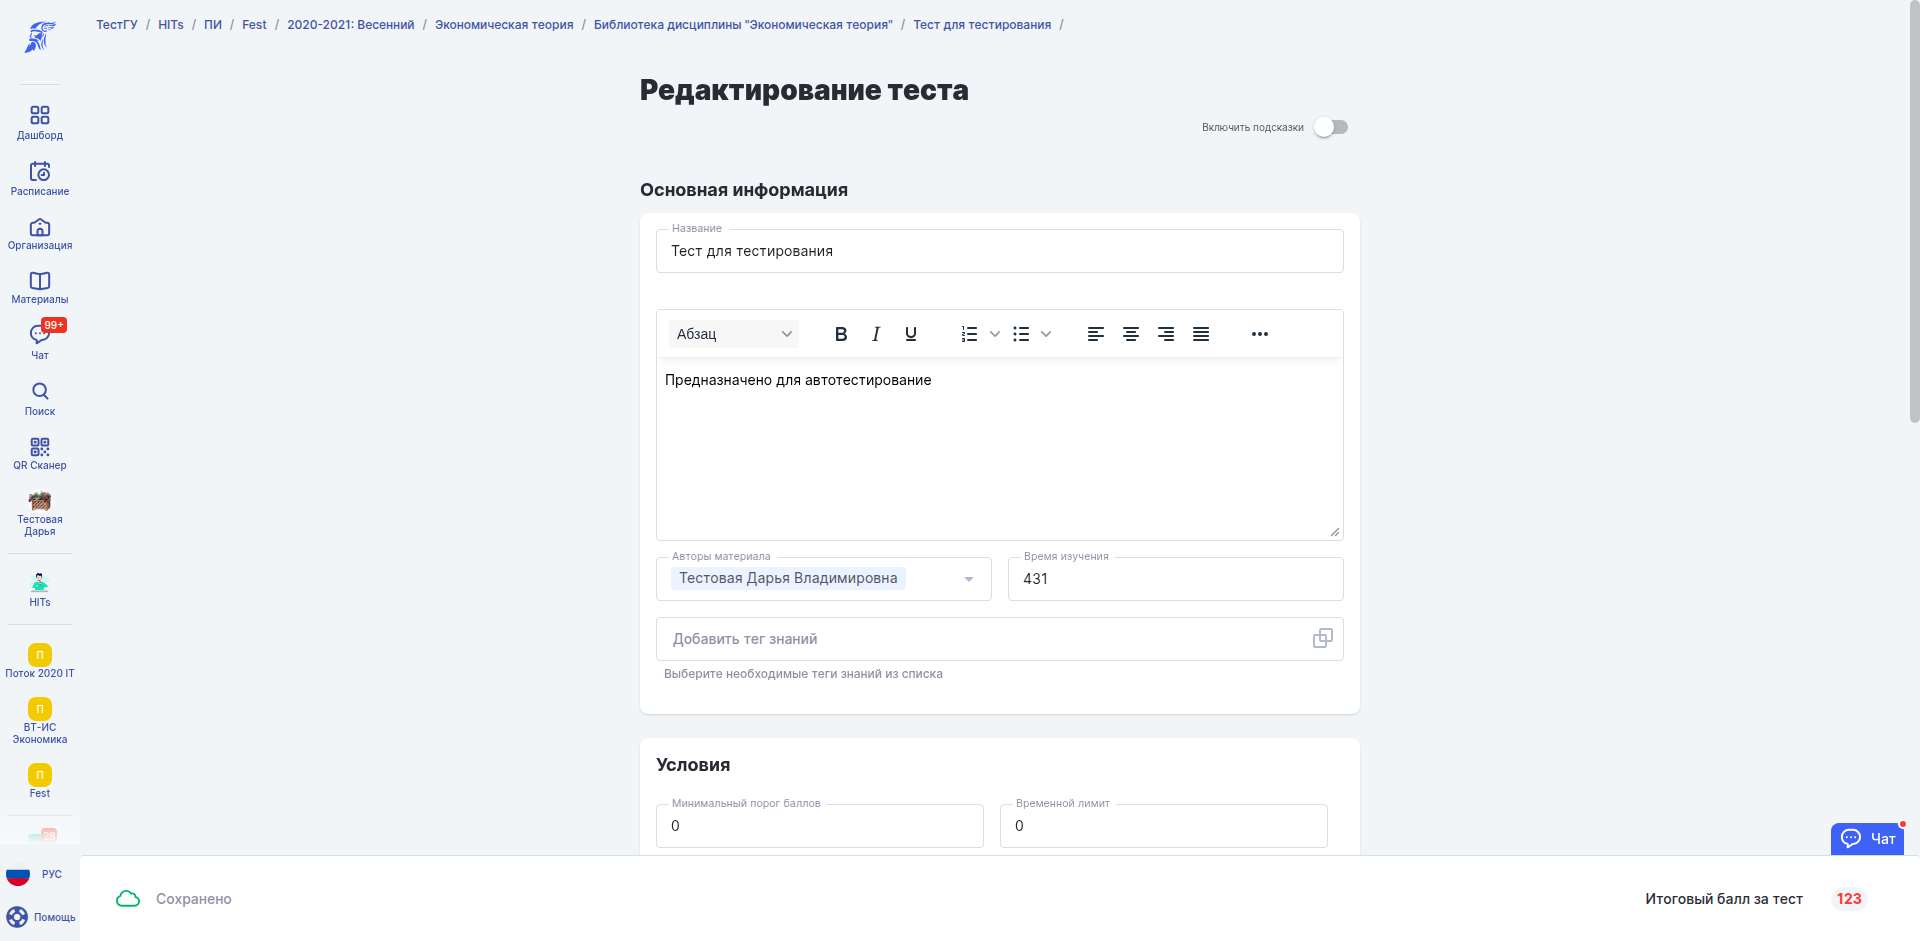 ТестГУ / HITs / ПИ / Fest / 2020-2021: Весенний / Экономическая теория / Библиотека дисциплины "Экономическая теория" / Тест для тестирования /
Дашборд
Расписание
Организация
Материалы
99+
Чат
Поиск
QR Сканер
Тестовая
Дарья
HITs
П
Поток 2020 IT
П
ВТ-ИС
Экономика
П
Fest
28
РУС
Помощь
Редактирование теста
Включить подсказки
Основная информация
Название
Тест для тестирования
Абзац
Предназначено для автотестирование
Авторы материала
Тестовая Дарья Владимировна
Время изучения
431
Добавить тег знаний
Выберите необходимые теги знаний из списка
Условия
Минимальный порог баллов
0
Временной лимит
0
Чат
Сохранено
Итоговый балл за тест 123